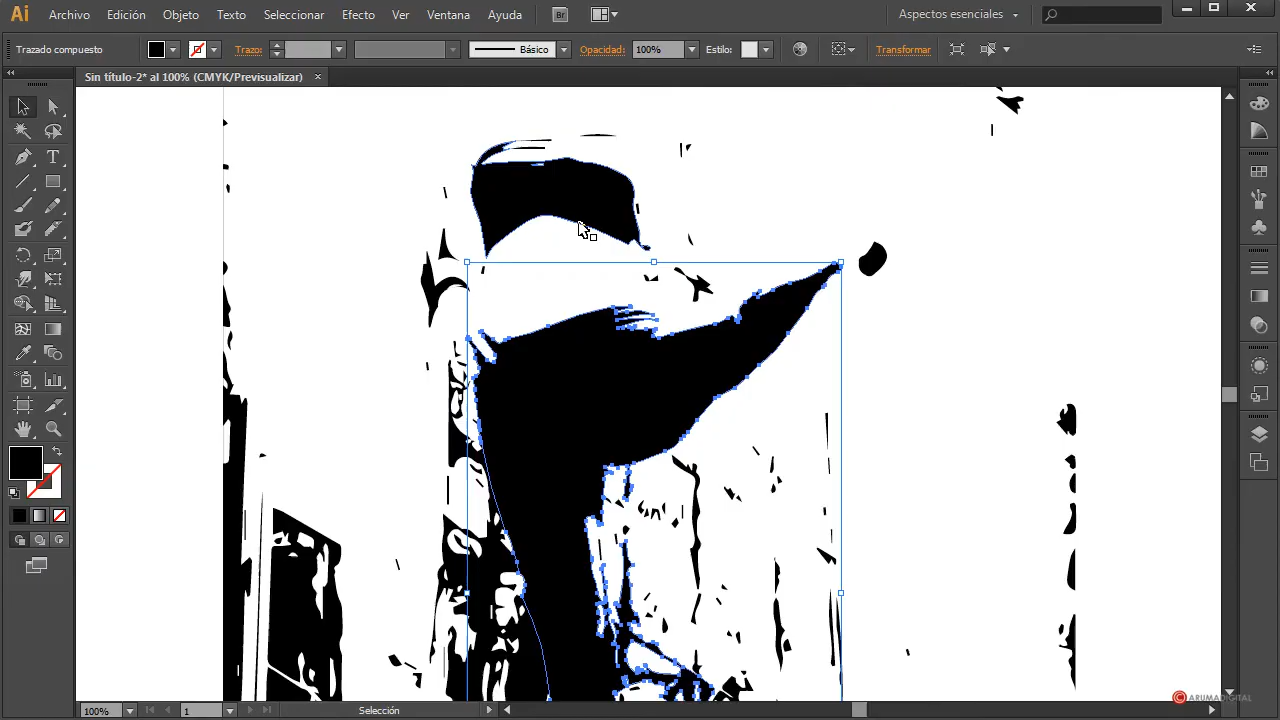 Ai Archivo Edición Objeto Texto Seleccionar Efecto Ver Ventana Ayuda Br Aspectos esenciales
Trazado compuesto Trazo: Básico Opacidad: 100% Estilo: Transformar
Sin título-2* al 100% (CMYK/Previsualizar) ×
100% 1 Selección
© ARUMADIGITAL